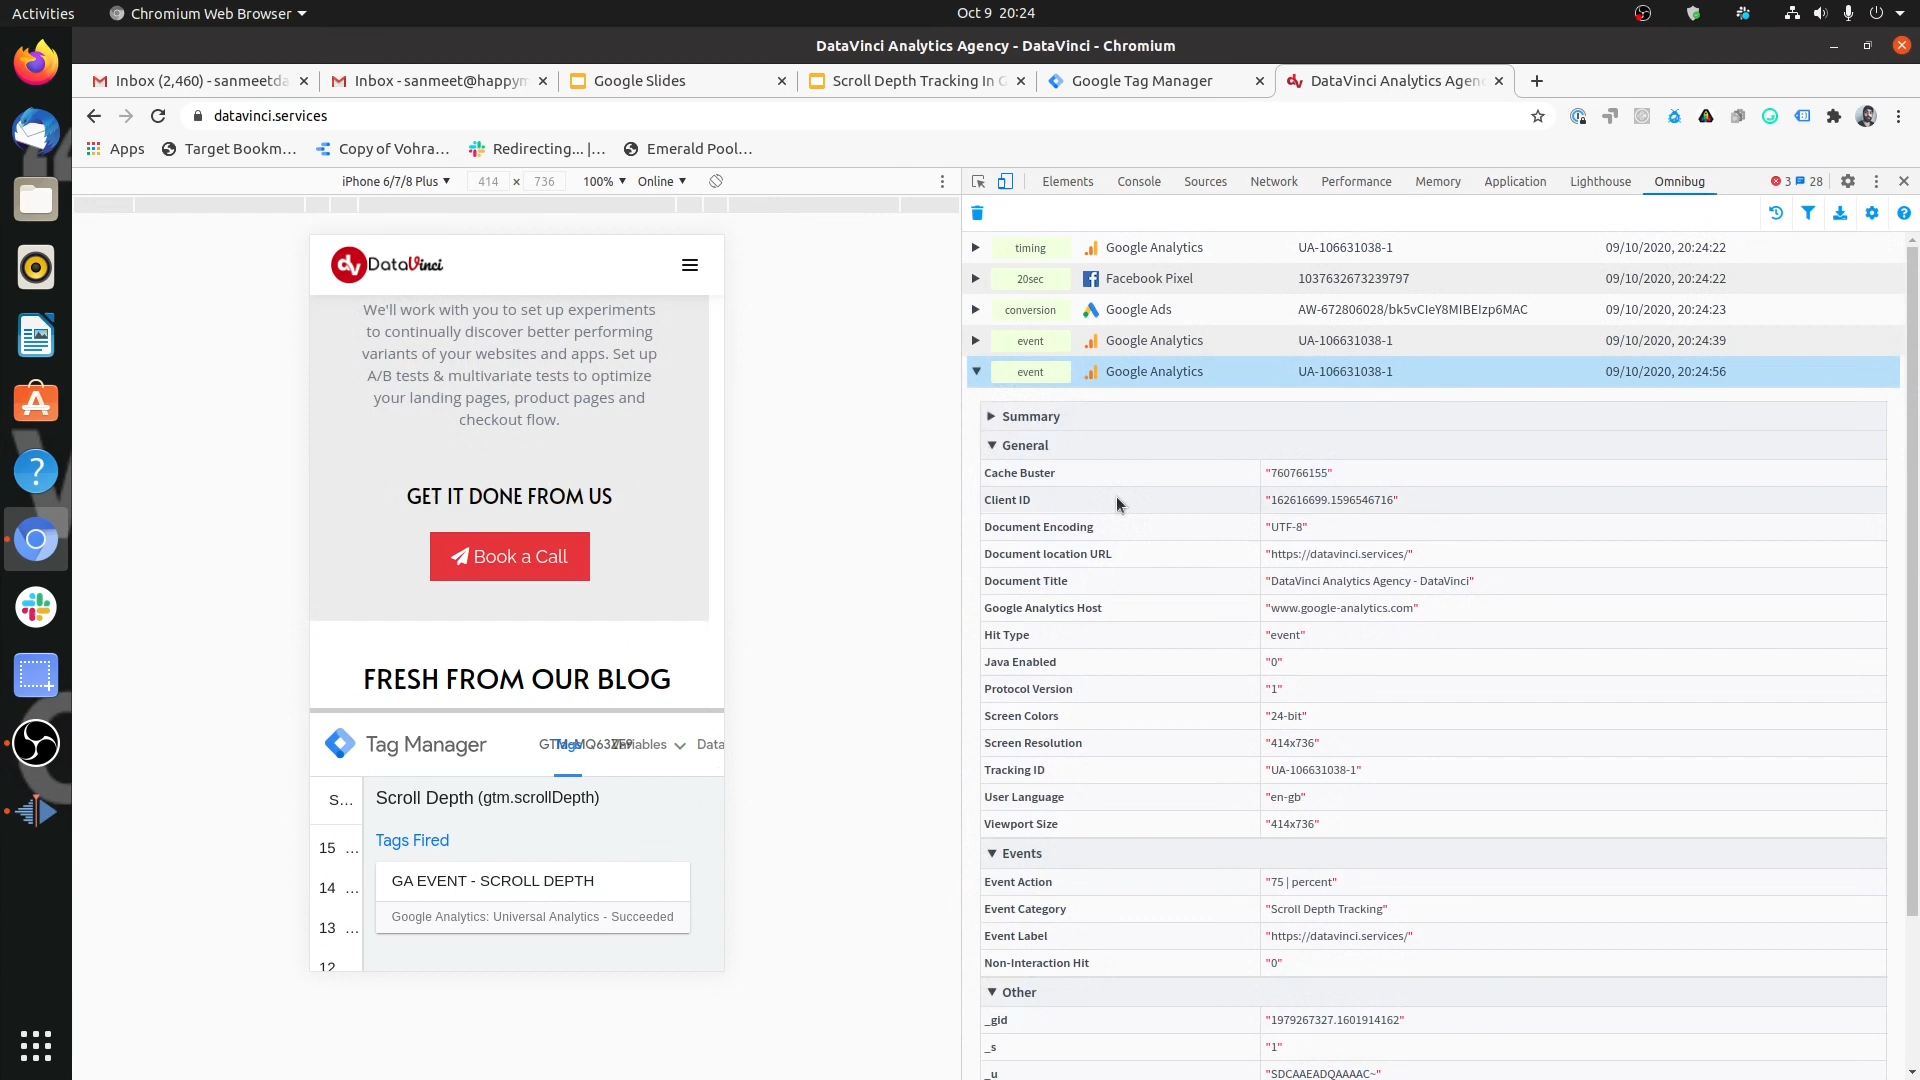 Activities
Chromium Web Browser
Oct 9 20:24
DataVinci Analytics Agency - DataVinci - Chromium
Inbox (2,460) - sanmeetda
Inbox - sanmeet@happym
Google Slides
Scroll Depth Tracking In G
Google Tag Manager
DataVinci Analytics Agen
datavinci.services
Apps
Target Bookm...
Copy of Vohra...
Redirecting... |...
Emerald Pool...
iPhone 6/7/8 Plus
414 × 736
100%
Online
Elements
Console
Sources
Network
Performance
Memory
Application
Lighthouse
Omnibug
3
28
timing Google Analytics UA-106631038-1 09/10/2020, 20:24:22
20sec Facebook Pixel 1037632673239797 09/10/2020, 20:24:22
conversion Google Ads AW-672806028/bk5vCIeY8MIBEIzp6MAC 09/10/2020, 20:24:23
event Google Analytics UA-106631038-1 09/10/2020, 20:24:39
event Google Analytics UA-106631038-1 09/10/2020, 20:24:56
Summary
General
Cache Buster "760766155"
Client ID "162616699.1596546716"
Document Encoding "UTF-8"
Document location URL "https://datavinci.services/"
Document Title "DataVinci Analytics Agency - DataVinci"
Google Analytics Host "www.google-analytics.com"
Hit Type "event"
Java Enabled "0"
Protocol Version "1"
Screen Colors "24-bit"
Screen Resolution "414x736"
Tracking ID "UA-106631038-1"
User Language "en-gb"
Viewport Size "414x736"
Events
Event Action "75 | percent"
Event Category "Scroll Depth Tracking"
Event Label "https://datavinci.services/"
Non-Interaction Hit "0"
Other
_gid "1979267327.1601914162"
_s "1"
_u "SDCAAEADQAAAAC~"
dv DataVinci
We'll work with you to set up experiments
to continually discover better performing
variants of your websites and apps. Set up
A/B tests & multivariate tests to optimize
your landing pages, product pages and
checkout flow.
GET IT DONE FROM US
Book a Call
FRESH FROM OUR BLOG
Tag Manager
Tags
Variables
Data
S...
Scroll Depth (gtm.scrollDepth)
Tags Fired
15 ...
GA EVENT - SCROLL DEPTH
14 ...
Google Analytics: Universal Analytics - Succeeded
13 ...
12